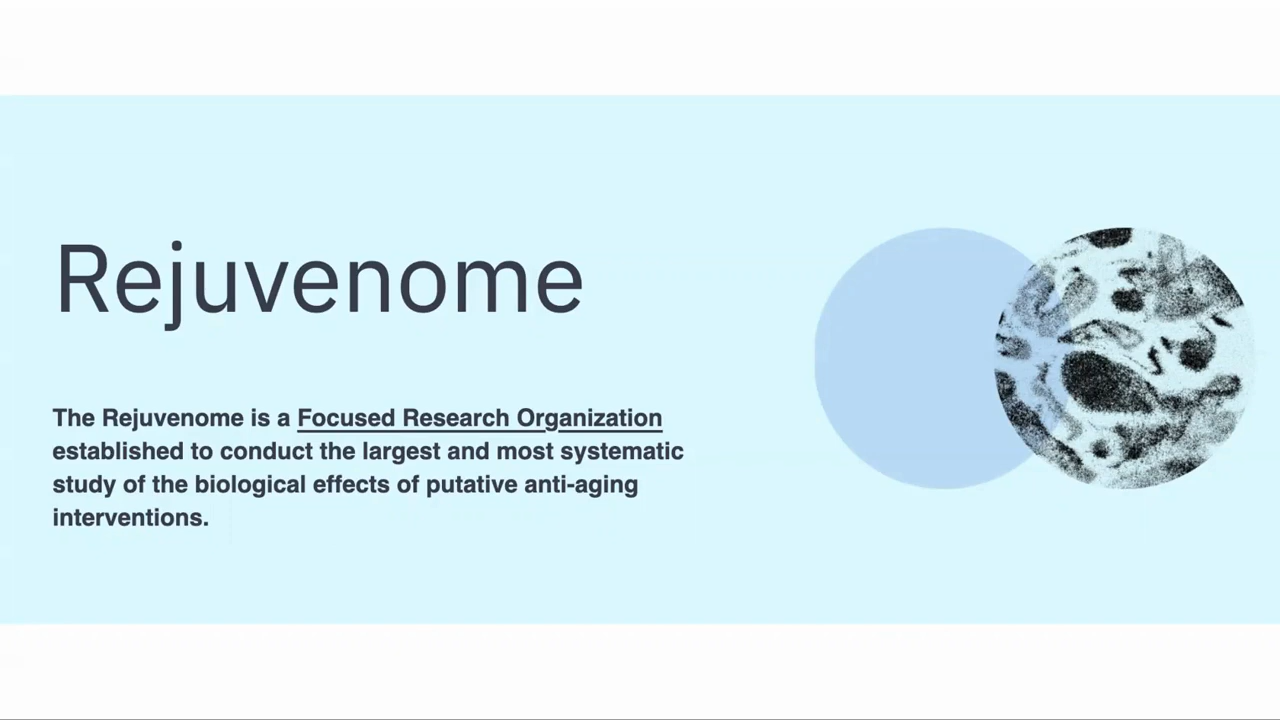 Rejuvenome
The Rejuvenome is a Focused Research Organization
established to conduct the largest and most systematic
study of the biological effects of putative anti-aging
interventions.